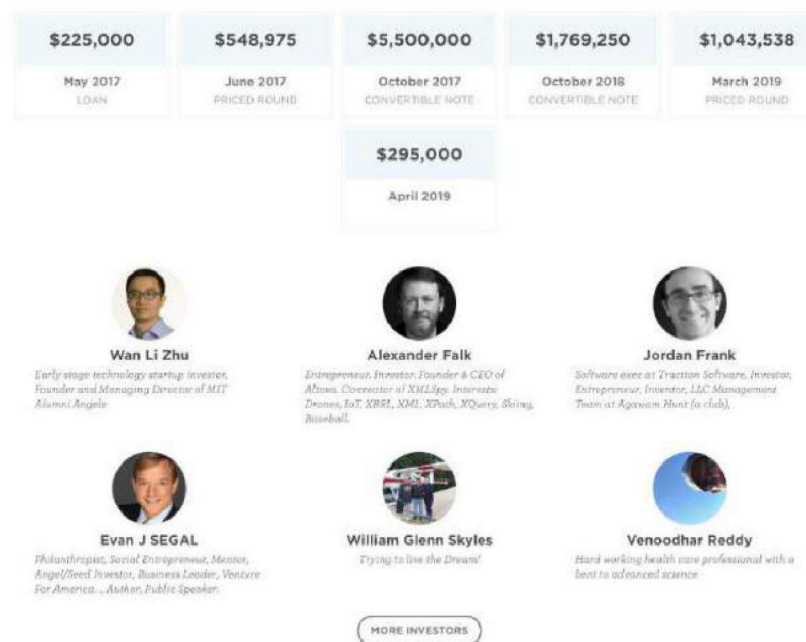 $225,000 $548,975 $5,500,000 $1,769,250 $1,043,538
May 2017 June 2017 October 2017 October 2018 March 2019
LOAN PRICED ROUND CONVERTIBLE NOTE CONVERTIBLE NOTE PRICED ROUND
$295,000
April 2019
Wan Li Zhu
Early stage technology startup investor,
Founder and Managing Director of MIT
Alumni Angels
Alexander Falk
Entrepreneur, Investor, Founder & CEO of
Altova. Co-creator of XMLSpy. Interests:
Drones, IoT, XBRL, XML, XPath, XQuery, Skiing,
Baseball.
Jordan Frank
Software exec at Traction Software, Investor,
Entrepreneur, Inventor, LLC Management
Team at Agawam Hunt (a club),
Evan J SEGAL
Philanthropist, Social Entrepreneur, Mentor,
Angel/Seed Investor, Business Leader, Venture
For America... Author, Public Speaker.
William Glenn Skyles
Trying to live the Dream!
Venoodhar Reddy
Hard working health care professional with a
bent to advanced science
MORE INVESTORS